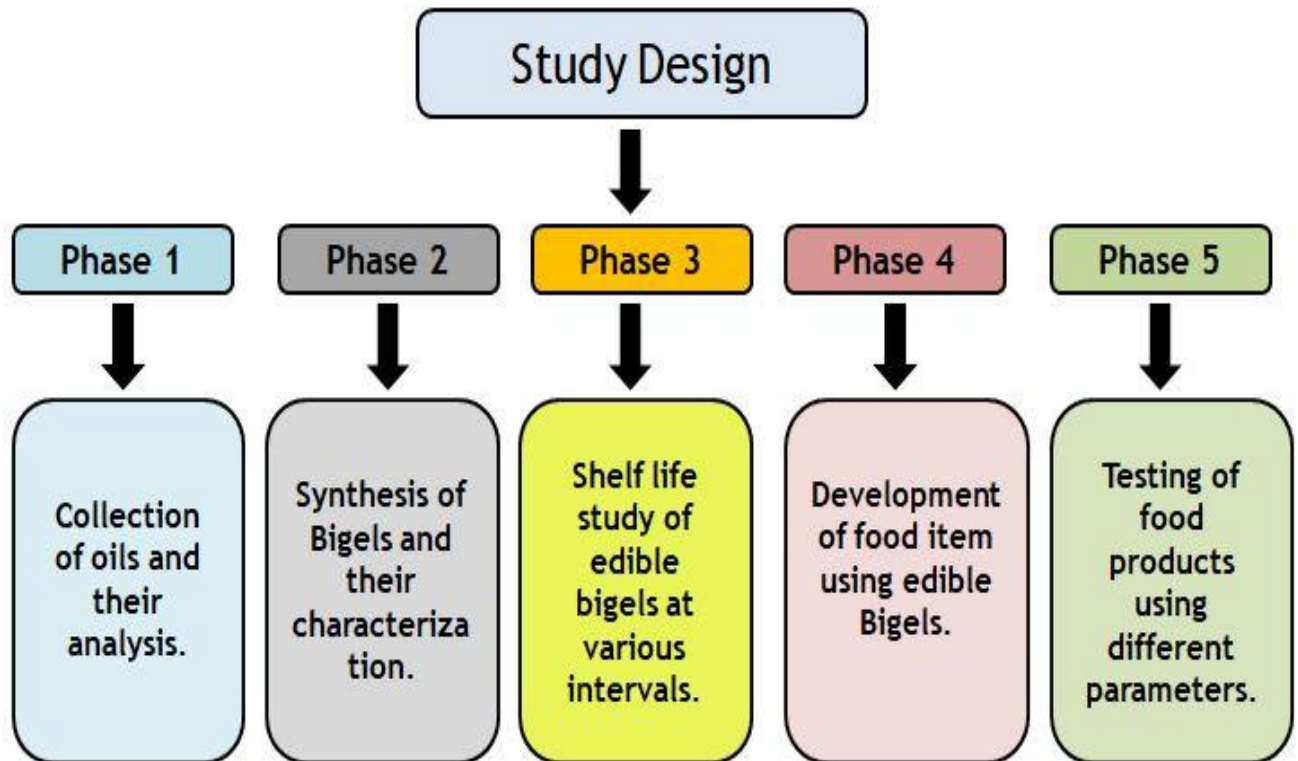 Study Design
Phase 1
Phase 2
Phase 3
Phase 4
Phase 5
Collection
of oils and
their
analysis.
Synthesis of
Bigels and
their
characteriza
tion.
Shelf life
study of
edible
bigels at
various
intervals.
Development
of food item
using edible
Bigels.
Testing of
food
products
using
different
parameters.